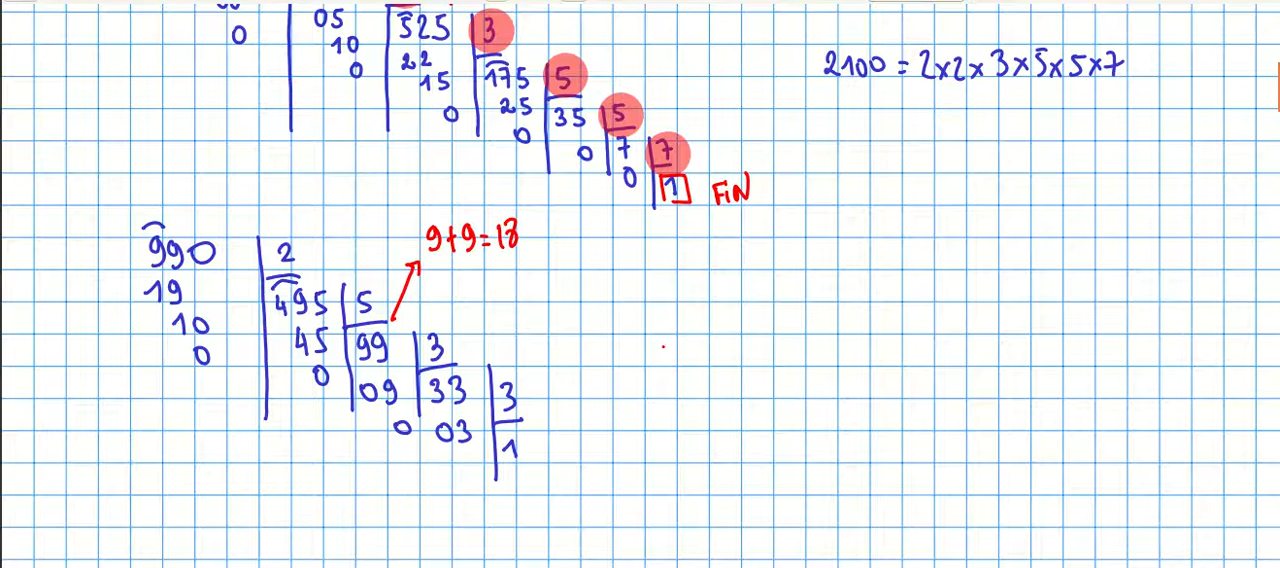 05 525 3
0 10 22 175 5
0 15 25 35 5
0 0 0 7 7
0 1 FIN
2100 = 2x2x3x5x5x7
990 2
19 495 5 9+9=18
10 45 99 3
0 0 09 33 3
0 03 1